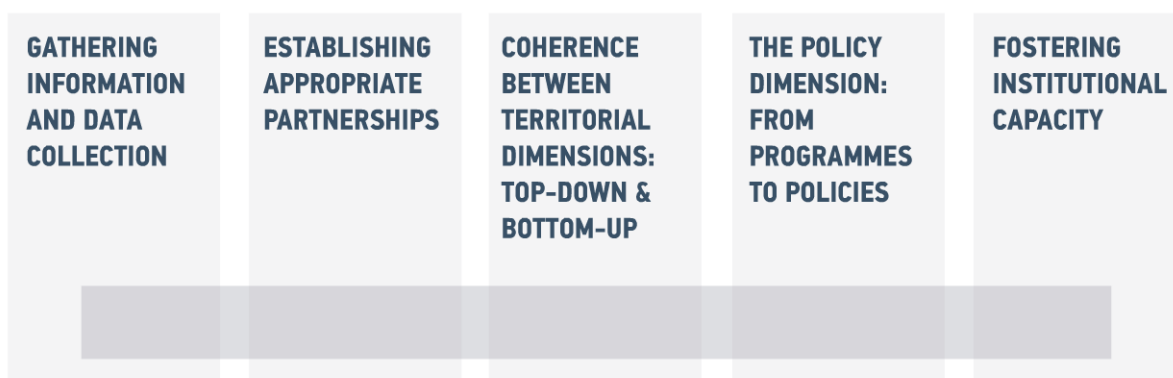 GATHERING
INFORMATION
AND DATA
COLLECTION
ESTABLISHING
APPROPRIATE
PARTNERSHIPS
COHERENCE
BETWEEN
TERRITORIAL
DIMENSIONS:
TOP-DOWN &
BOTTOM-UP
THE POLICY
DIMENSION:
FROM
PROGRAMMES
TO POLICIES
FOSTERING
INSTITUTIONAL
CAPACITY